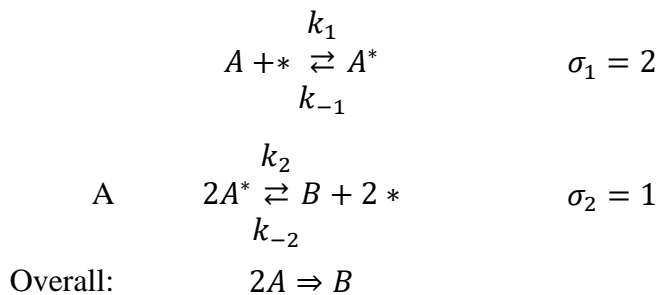 k₁
A + * ⇄ A* σ₁ = 2
k₋₁
k₂
A 2A* ⇄ B + 2 * σ₂ = 1
k₋₂
Overall: 2A ⇒ B